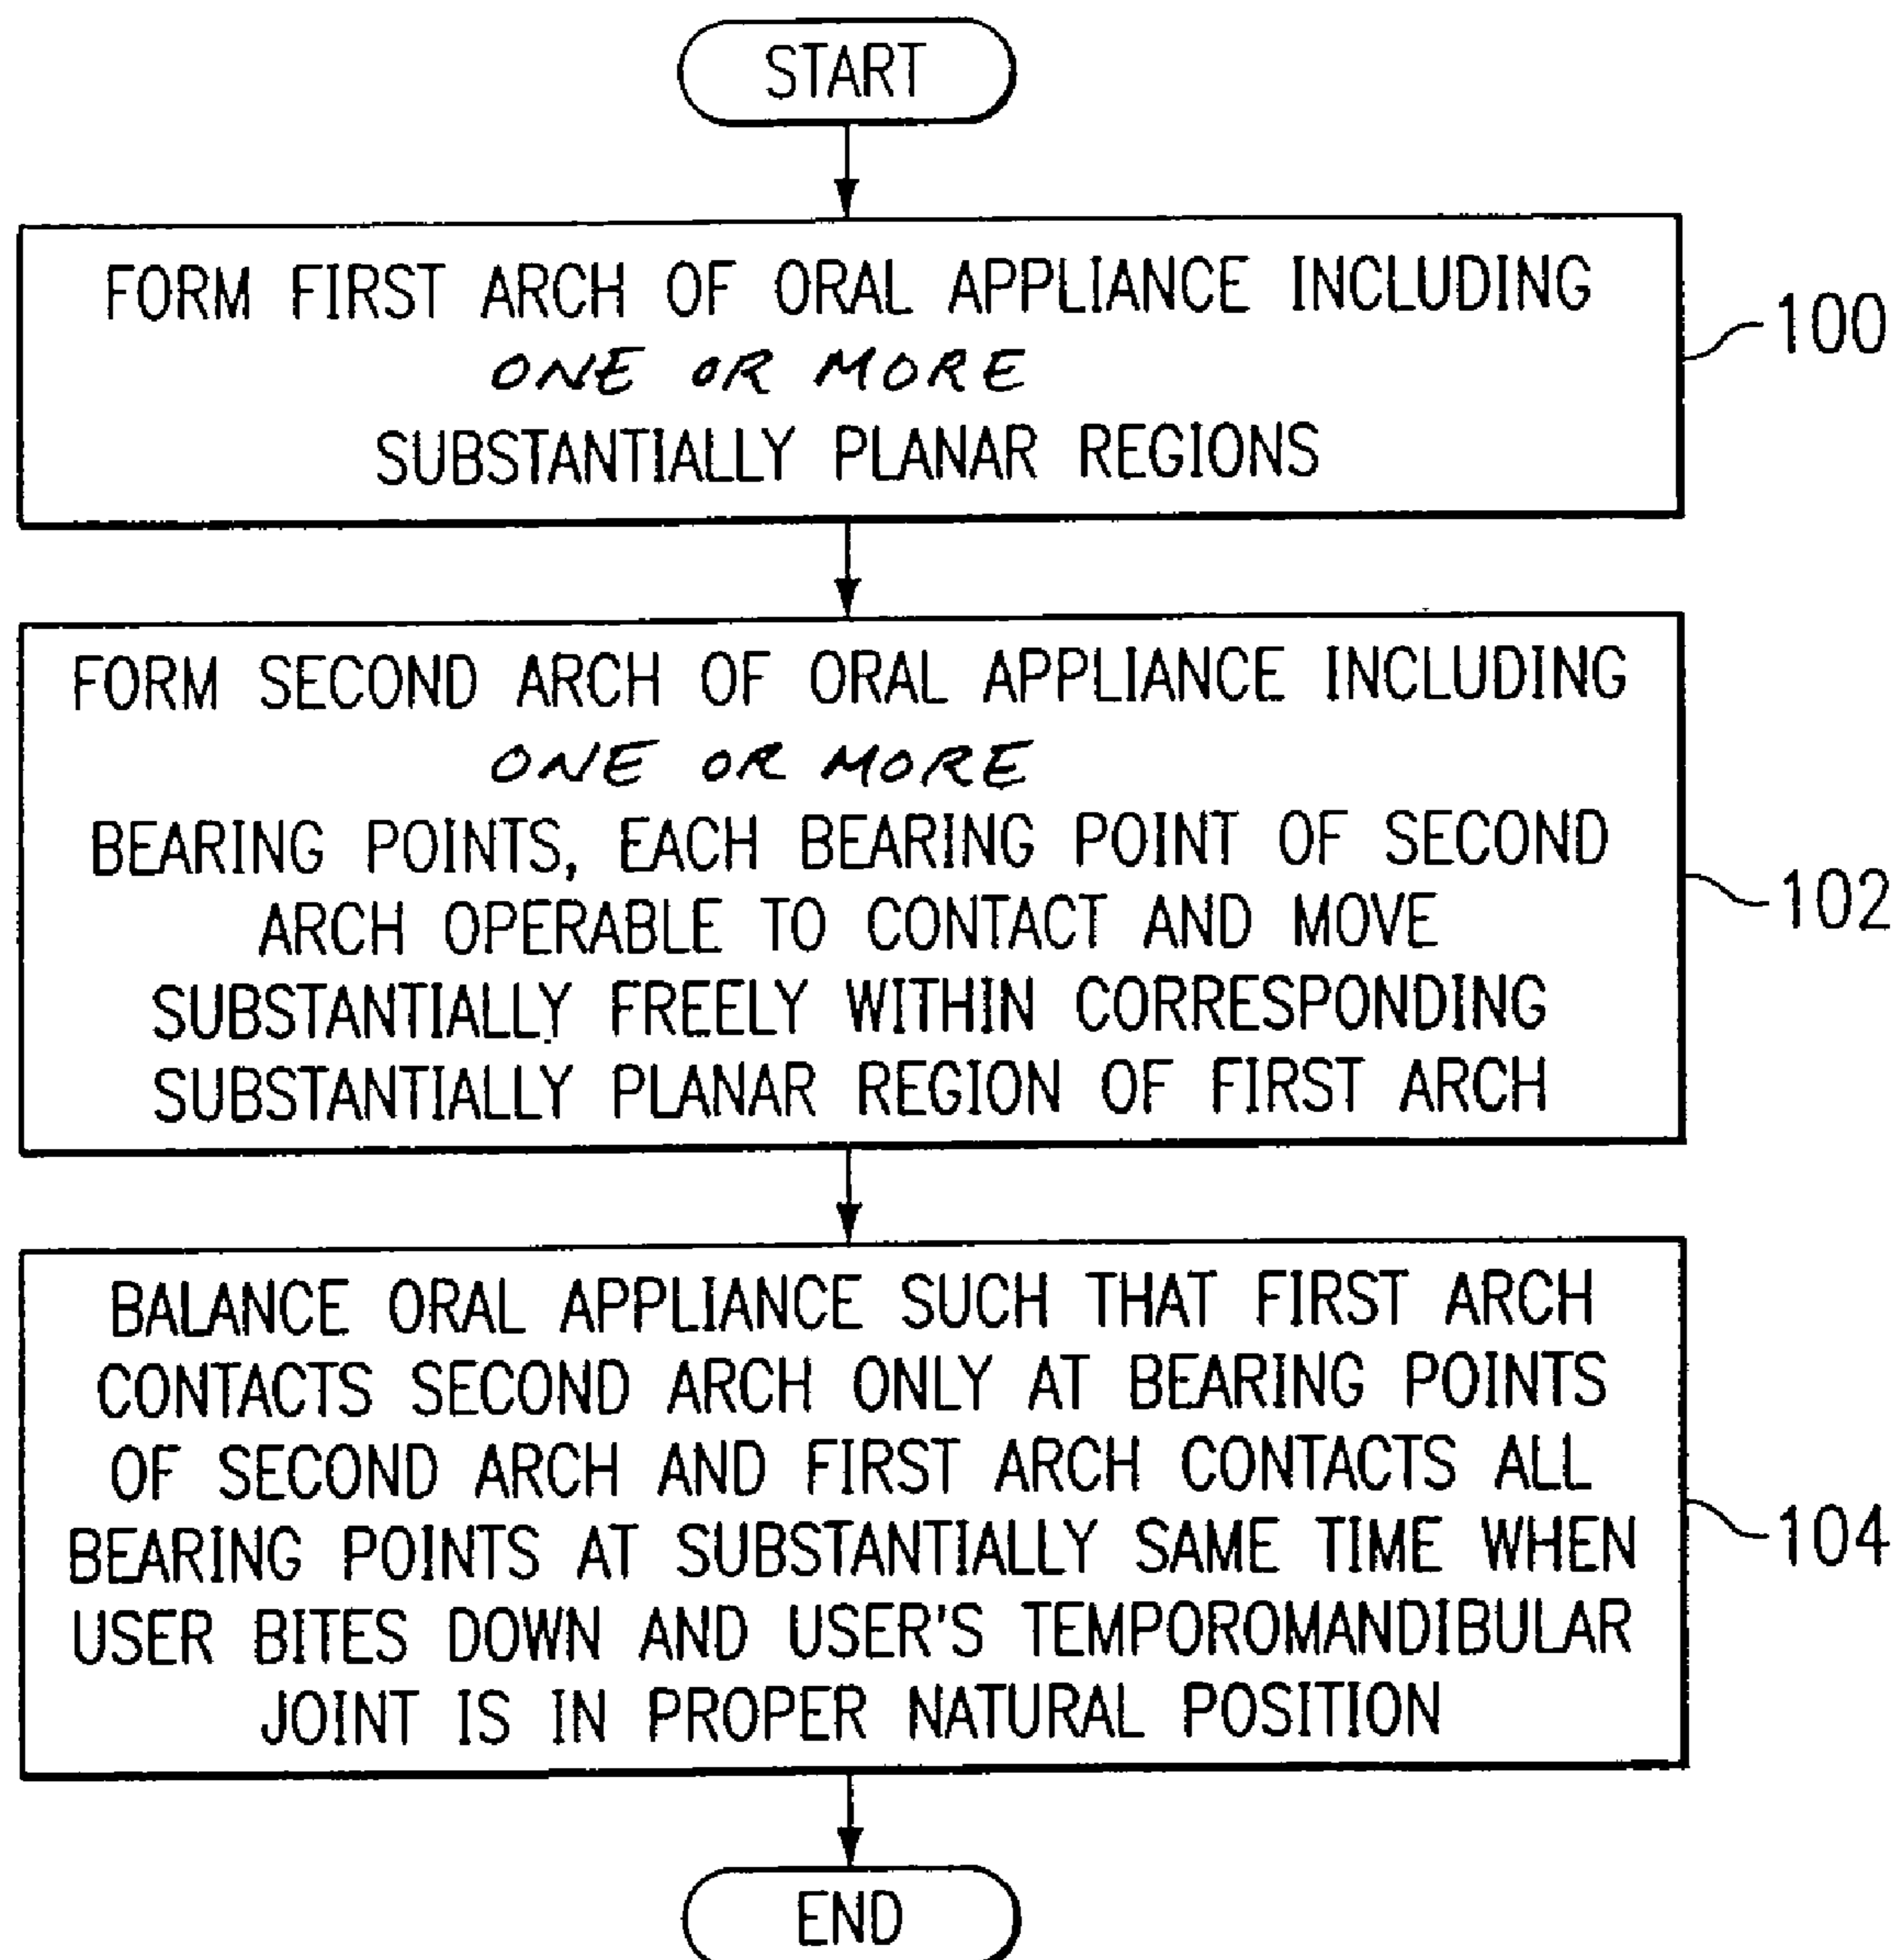 START
FORM FIRST ARCH OF ORAL APPLIANCE INCLUDING
ONE OR MORE
SUBSTANTIALLY PLANAR REGIONS
100
FORM SECOND ARCH OF ORAL APPLIANCE INCLUDING
ONE OR MORE
BEARING POINTS, EACH BEARING POINT OF SECOND
ARCH OPERABLE TO CONTACT AND MOVE
SUBSTANTIALLY FREELY WITHIN CORRESPONDING
SUBSTANTIALLY PLANAR REGION OF FIRST ARCH
102
BALANCE ORAL APPLIANCE SUCH THAT FIRST ARCH
CONTACTS SECOND ARCH ONLY AT BEARING POINTS
OF SECOND ARCH AND FIRST ARCH CONTACTS ALL
BEARING POINTS AT SUBSTANTIALLY SAME TIME WHEN
USER BITES DOWN AND USER'S TEMPOROMANDIBULAR
JOINT IS IN PROPER NATURAL POSITION
104
END